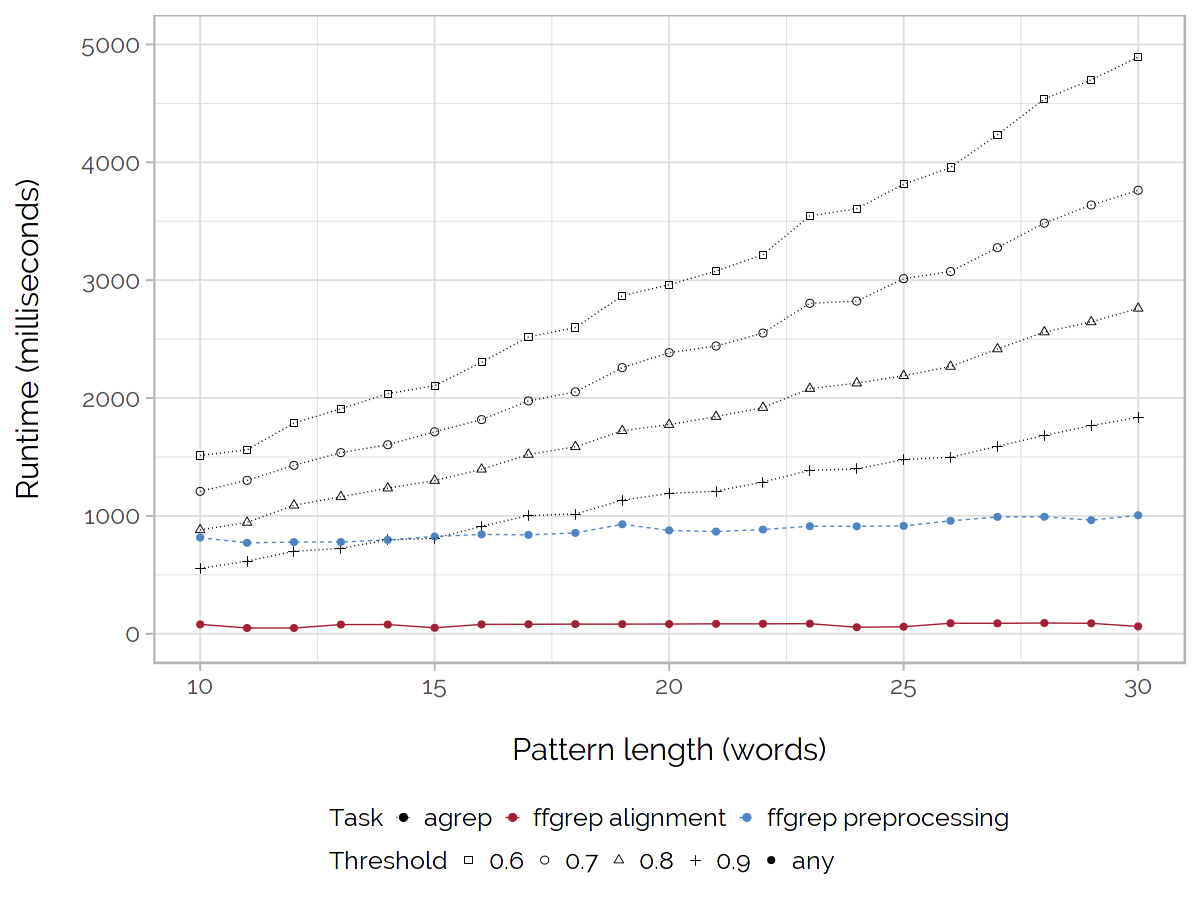 Runtime (milliseconds)
5000
4000
3000
2000
1000
0
10 15 20 25 30
Pattern length (words)
Task agrep ffgrep alignment ffgrep preprocessing
Threshold 0.6 0.7 0.8 0.9 any